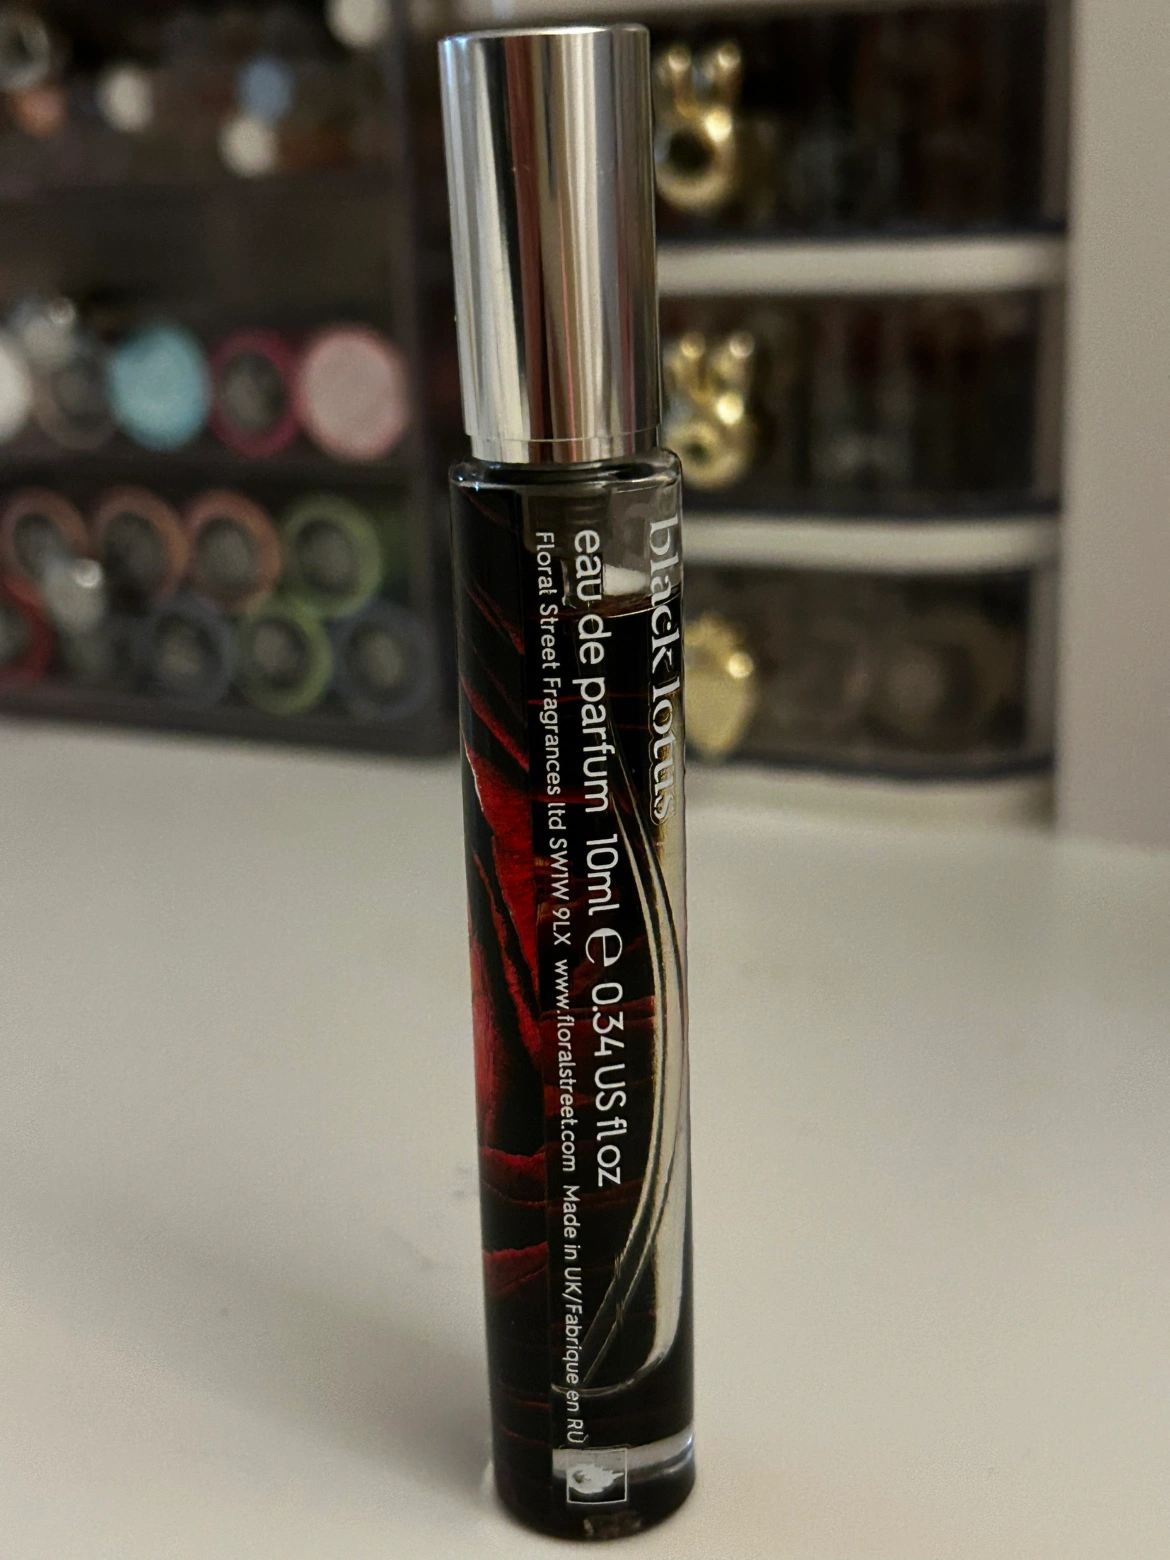 black lotus
eau de parfum 10ml ℮ 0.34 US fl oz
Floral Street Fragrances ltd SW1W 9LX www.floralstreet.com Made in UK/Fabrique en RU